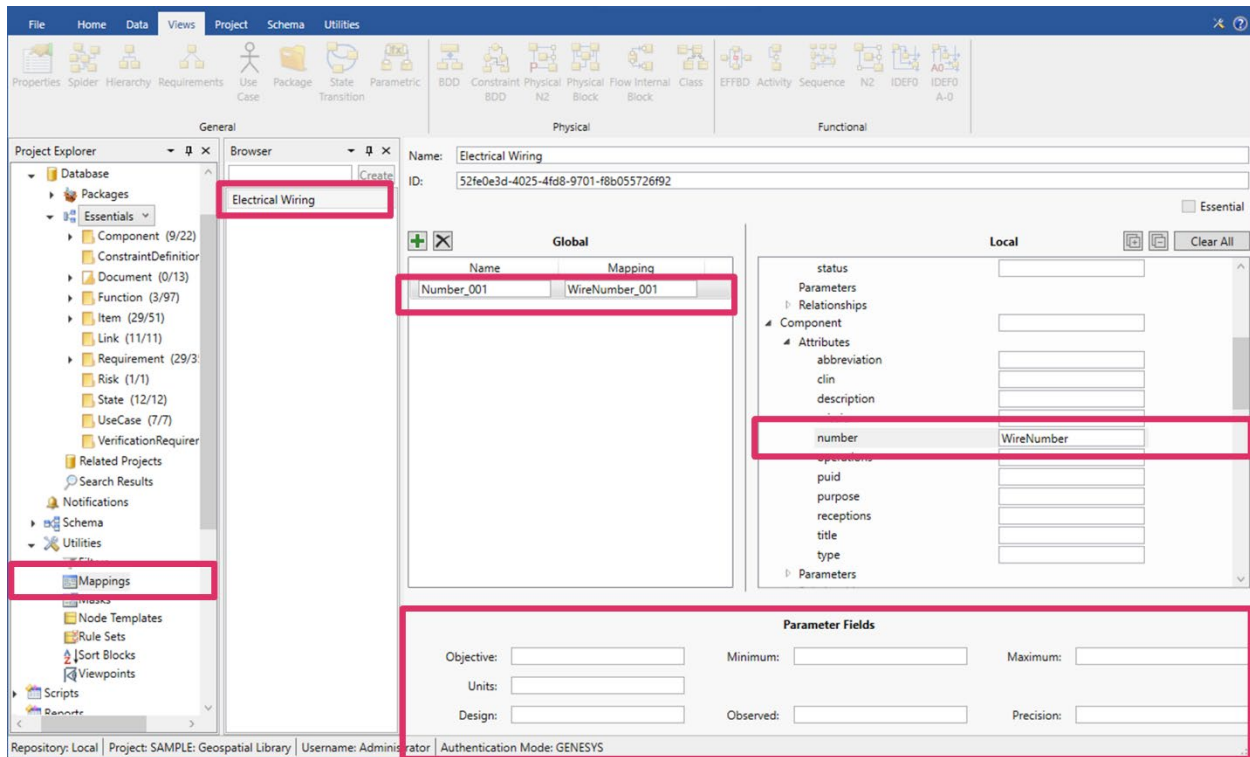 File Home Data Views Project Schema Utilities
Properties Spider Hierarchy Requirements Use Case Package State Transition Parametric BDD Constraint BDD Physical N2 Physical Block Flow Internal Block Class EFFBD Activity Sequence N2 IDEF0 IDEF0 A-0
General Physical Functional
Project Explorer
Database
Packages
Essentials
Component (9/22)
ConstraintDefinition
Document (0/13)
Function (3/97)
Item (29/51)
Link (11/11)
Requirement (29/3
Risk (1/1)
State (12/12)
UseCase (7/7)
VerificationRequirer
Related Projects
Search Results
Notifications
Schema
Utilities
Filters
Mappings
Masks
Node Templates
Rule Sets
Sort Blocks
Viewpoints
Scripts
Reports
Browser
Create
Electrical Wiring
Name: Electrical Wiring
ID: 52fe0e3d-4025-4fd8-9701-f8b055726f92
Essential
Global
Name Mapping
Number_001 WireNumber_001
Local Clear All
status
Parameters
Relationships
Component
Attributes
abbreviation
clin
description
number WireNumber
operations
puid
purpose
receptions
title
type
Parameters
Parameter Fields
Objective: Minimum: Maximum:
Units:
Design: Observed: Precision:
Repository: Local Project: SAMPLE: Geospatial Library Username: Administrator Authentication Mode: GENESYS